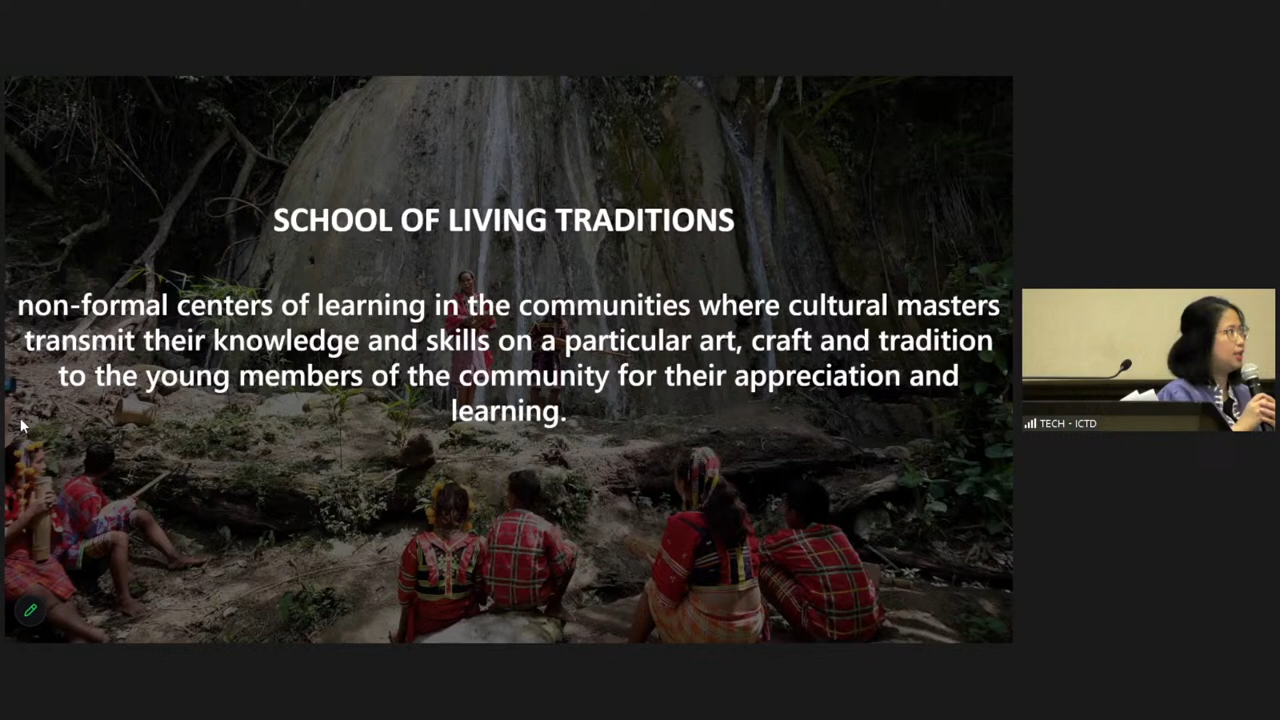 SCHOOL OF LIVING TRADITIONS
non-formal centers of learning in the communities where cultural masters
transmit their knowledge and skills on a particular art, craft and tradition
to the young members of the community for their appreciation and
learning.
TECH - ICTD